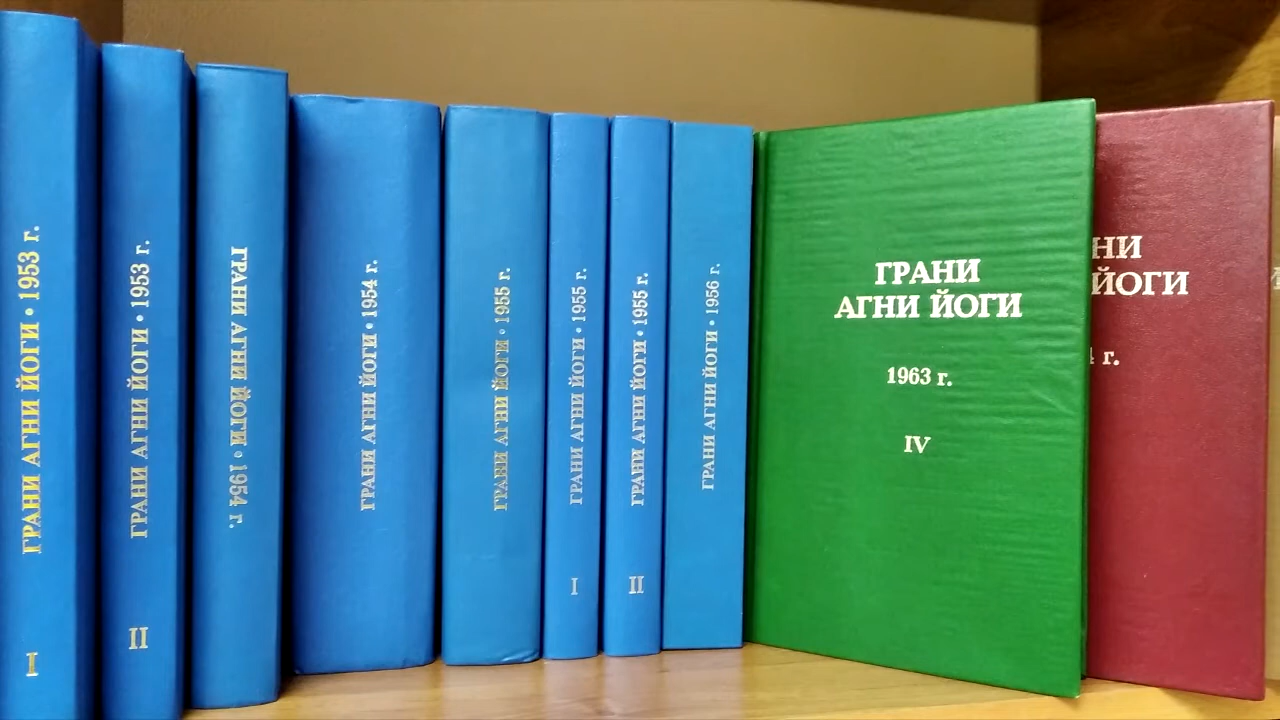 ГРАНИ АГНИ ЙОГИ • 1953 г.
I
ГРАНИ АГНИ ЙОГИ • 1953 г.
II
ГРАНИ АГНИ ЙОГИ • 1954 г.
ГРАНИ АГНИ ЙОГИ • 1954 г.
ГРАНИ АГНИ ЙОГИ • 1955 г.
ГРАНИ АГНИ ЙОГИ • 1955 г.
I
ГРАНИ АГНИ ЙОГИ • 1955 г.
II
ГРАНИ АГНИ ЙОГИ • 1956 г.
ГРАНИ
АГНИ ЙОГИ
1963 г.
IV
НИ
ЙОГИ
г.